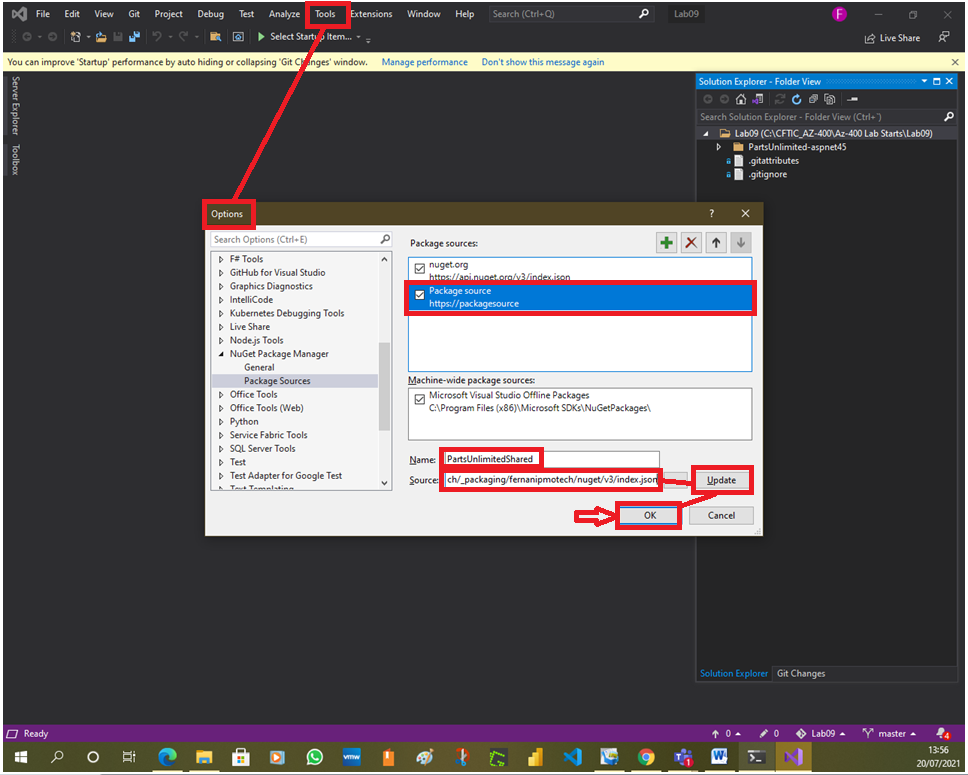 File Edit View Git Project Debug Test Analyze Tools Extensions Window Help Search (Ctrl+Q) Lab09 F
Select Startup Item... Live Share
You can improve 'Startup' performance by auto hiding or collapsing 'Git Changes' window. Manage performance Don't show this message again
Server Explorer
Toolbox
Solution Explorer - Folder View
Search Solution Explorer - Folder View (Ctrl+´)
Lab09 (C:\CFTIC_AZ-400\Az-400 Lab Starts\Lab09)
PartsUnlimited-aspnet45
.gitattributes
.gitignore
Options
Search Options (Ctrl+E)
F# Tools
GitHub for Visual Studio
Graphics Diagnostics
IntelliCode
Kubernetes Debugging Tools
Live Share
Node.js Tools
NuGet Package Manager
General
Package Sources
Office Tools
Office Tools (Web)
Python
Service Fabric Tools
SQL Server Tools
Test
Test Adapter for Google Test
Text Templating
Package sources:
nuget.org
https://api.nuget.org/v3/index.json
Package source
https://packagesource
Machine-wide package sources:
Microsoft Visual Studio Offline Packages
C:\Program Files (x86)\Microsoft SDKs\NuGetPackages\
Name: PartsUnlimitedShared
Source: ch/_packaging/fernanipmotech/nuget/v3/index.json Update
OK Cancel
Solution Explorer Git Changes
Ready 0 0 Lab09 master 4
vmw 1 13:56
20/07/2021